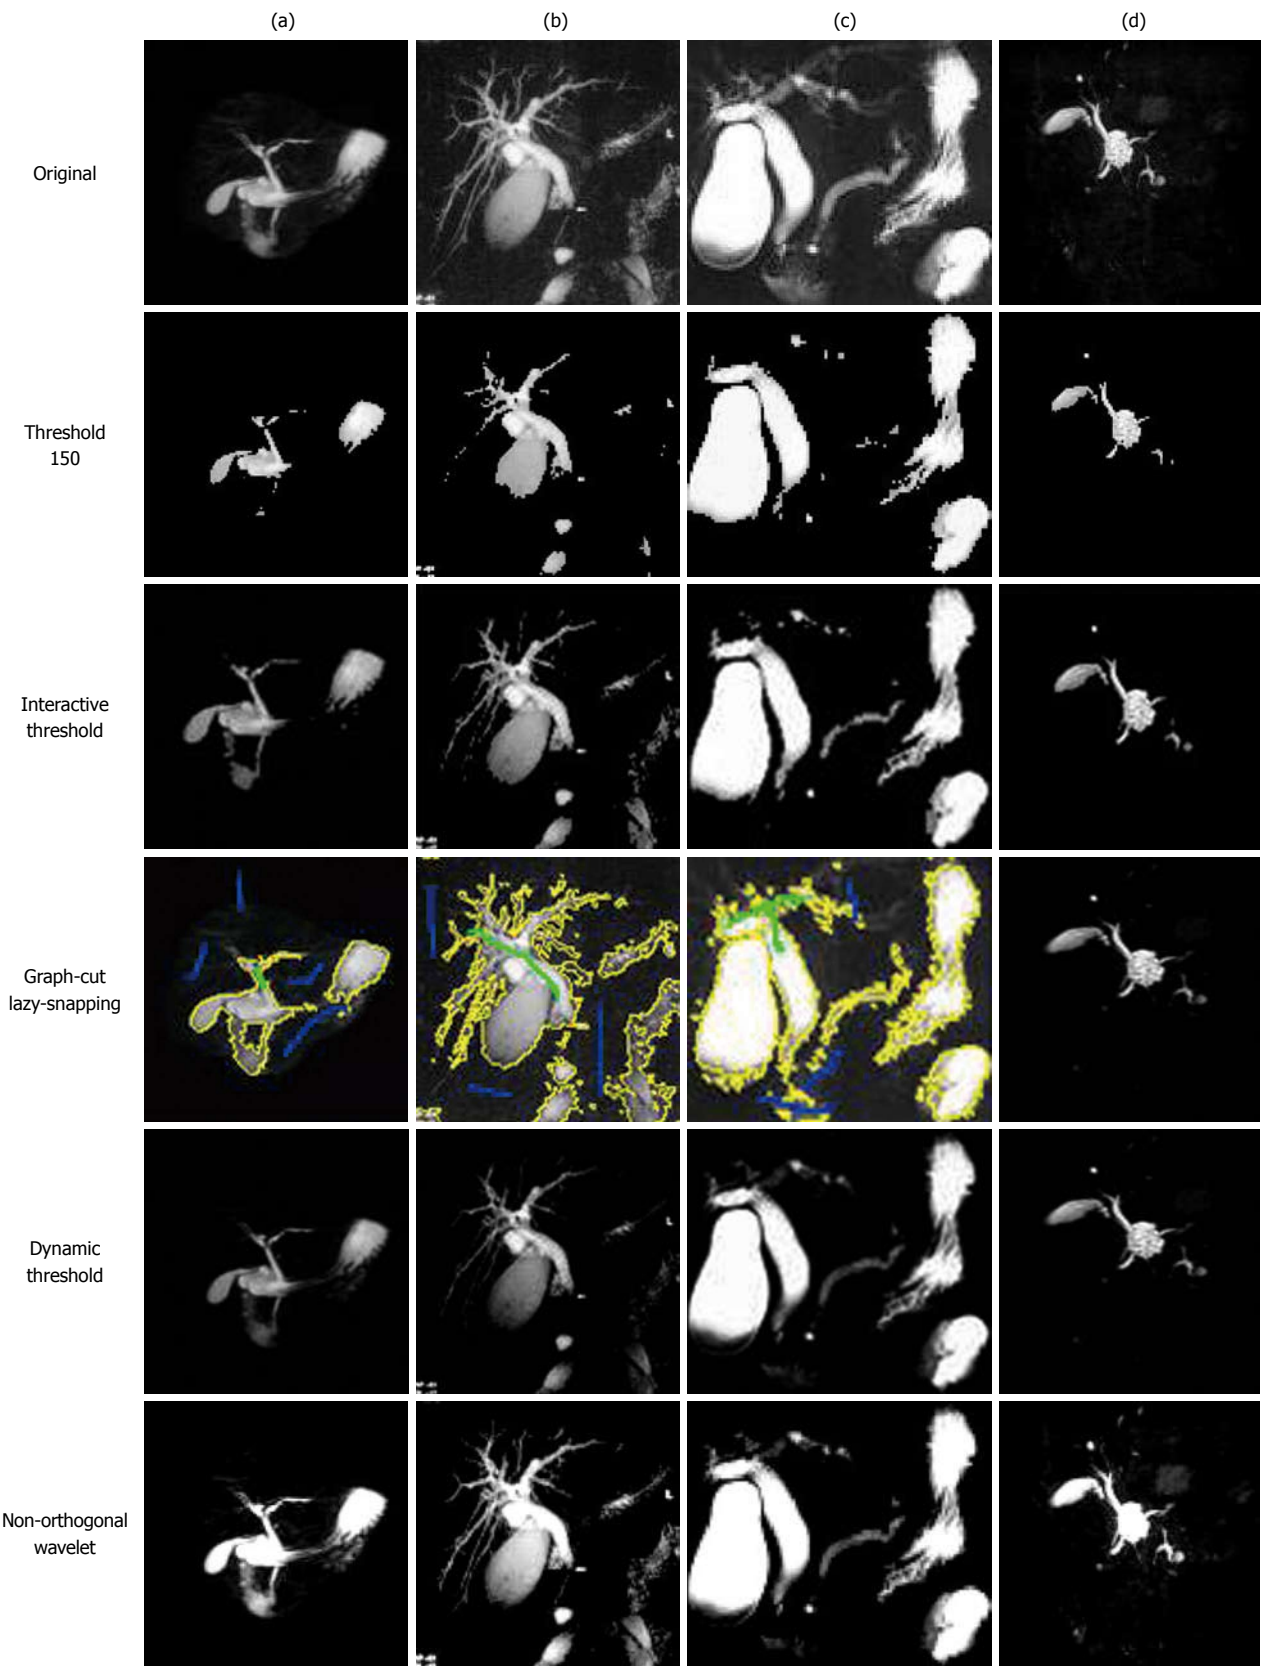 (a) (b) (c) (d)
Original
Threshold
150
Interactive
threshold
Graph-cut
lazy-snapping
Dynamic
threshold
Non-orthogonal
wavelet